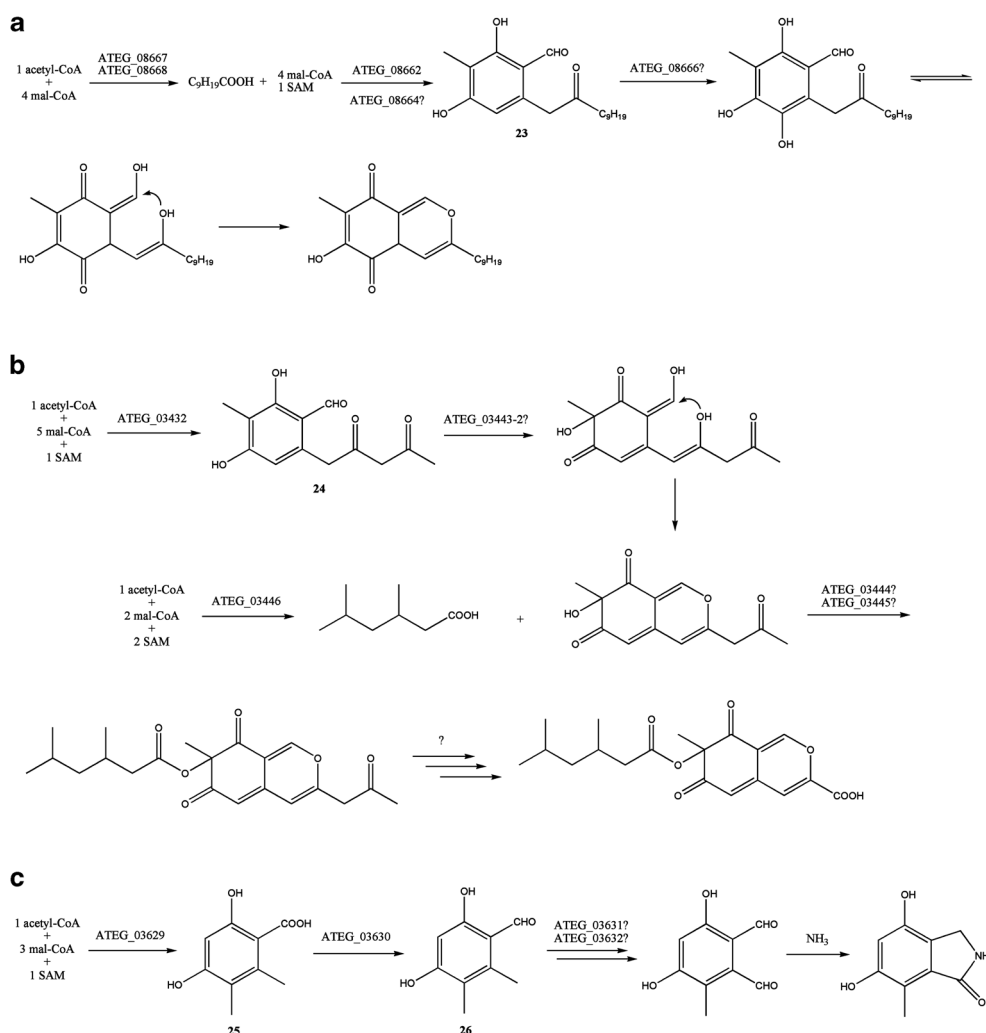 a
1 acetyl-CoA
+
4 mal-CoA
ATEG_08667
ATEG_08668
C9H19COOH +
4 mal-CoA
1 SAM
ATEG_08662
ATEG_08664?
OH
CHO
O
HO
C9H19
23
ATEG_08666?
OH
CHO
O
HO
OH
C9H19
O
OH
OH
HO
O
C9H19
O
O
HO
O
C9H19
b
1 acetyl-CoA
+
5 mal-CoA
+
1 SAM
ATEG_03432
OH
CHO
O
O
HO
24
ATEG_03443-2?
O
OH
OH
O
HO
O
1 acetyl-CoA
+
2 mal-CoA
+
2 SAM
ATEG_03446
COOH
+
O
O
O
HO
O
ATEG_03444?
ATEG_03445?
O
O
O
O
O
O
?
O
O
O
O
O
COOH
c
1 acetyl-CoA
+
3 mal-CoA
+
1 SAM
ATEG_03629
OH
COOH
HO
25
ATEG_03630
OH
CHO
HO
26
ATEG_03631?
ATEG_03632?
OH
CHO
CHO
HO
NH3
OH
NH
HO
O